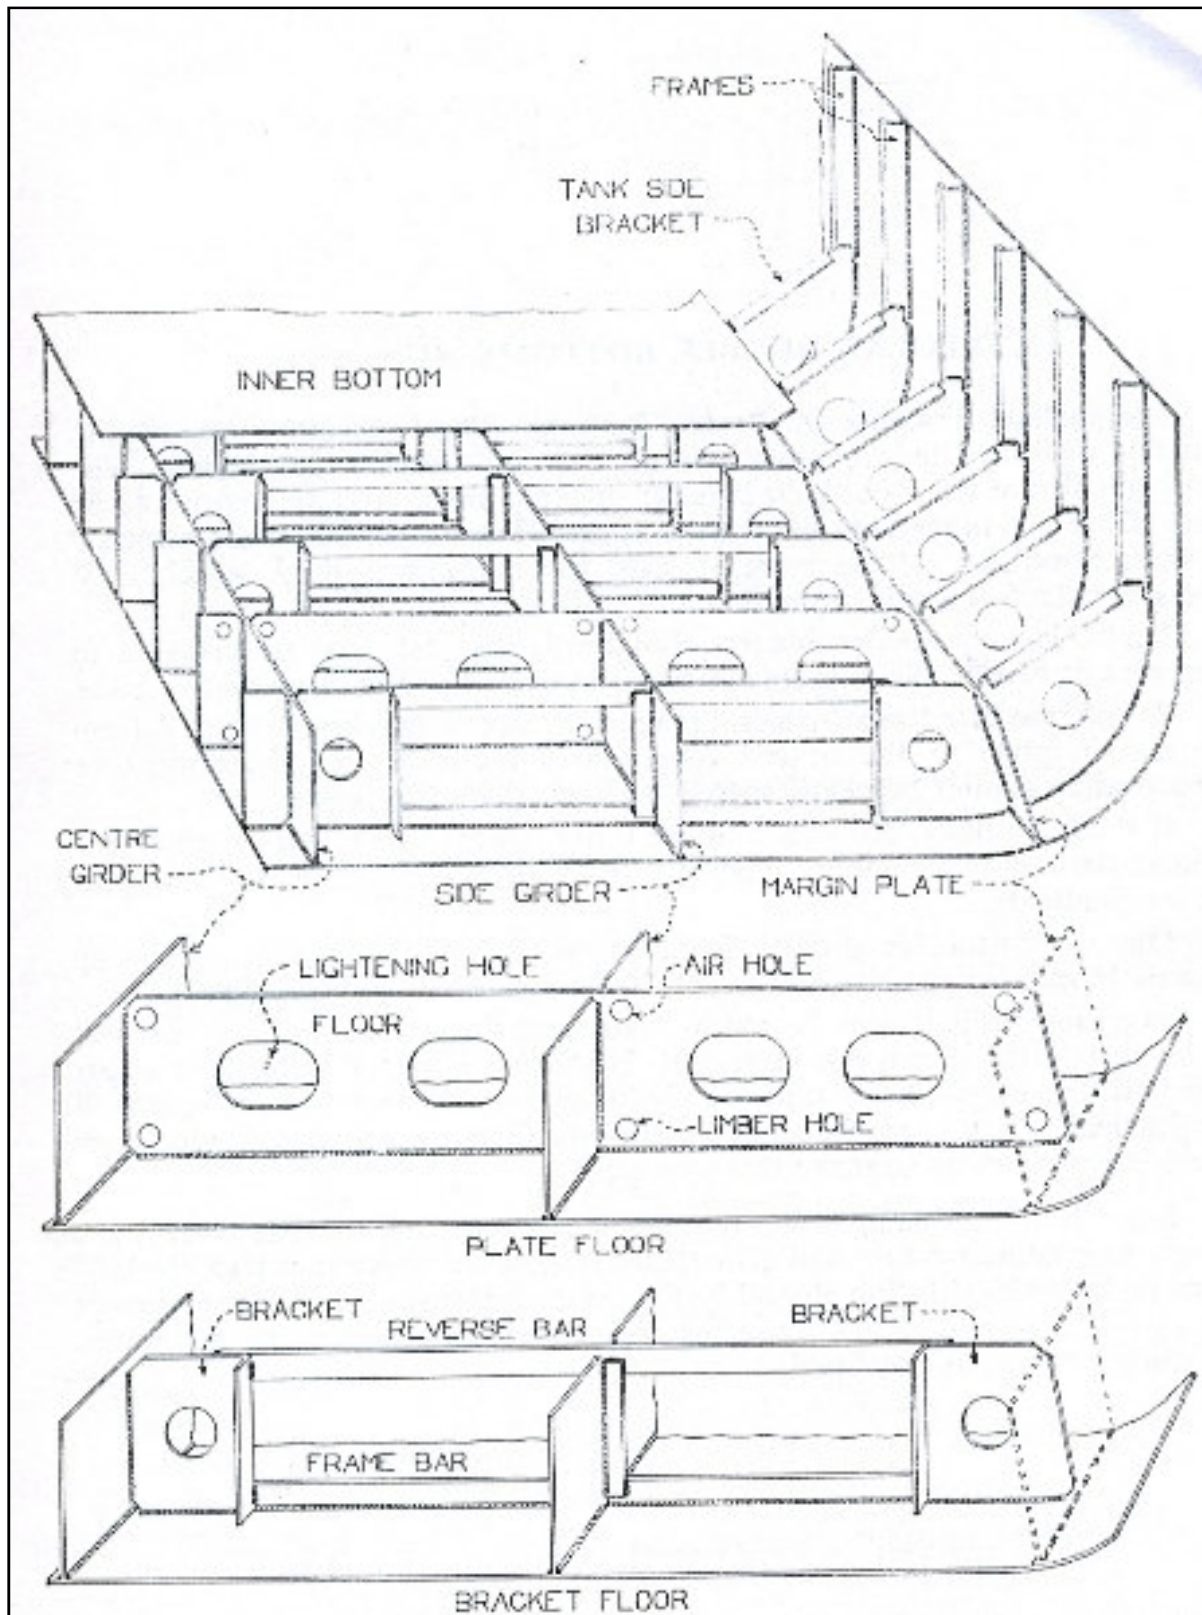 FRAMES
TANK SIDE
BRACKET
INNER BOTTOM
CENTRE
GIRDER
SIDE GIRDER
MARGIN PLATE
LIGHTENING HOLE
AIR HOLE
FLOOR
LIMBER HOLE
PLATE FLOOR
BRACKET
REVERSE BAR
BRACKET
FRAME BAR
BRACKET FLOOR